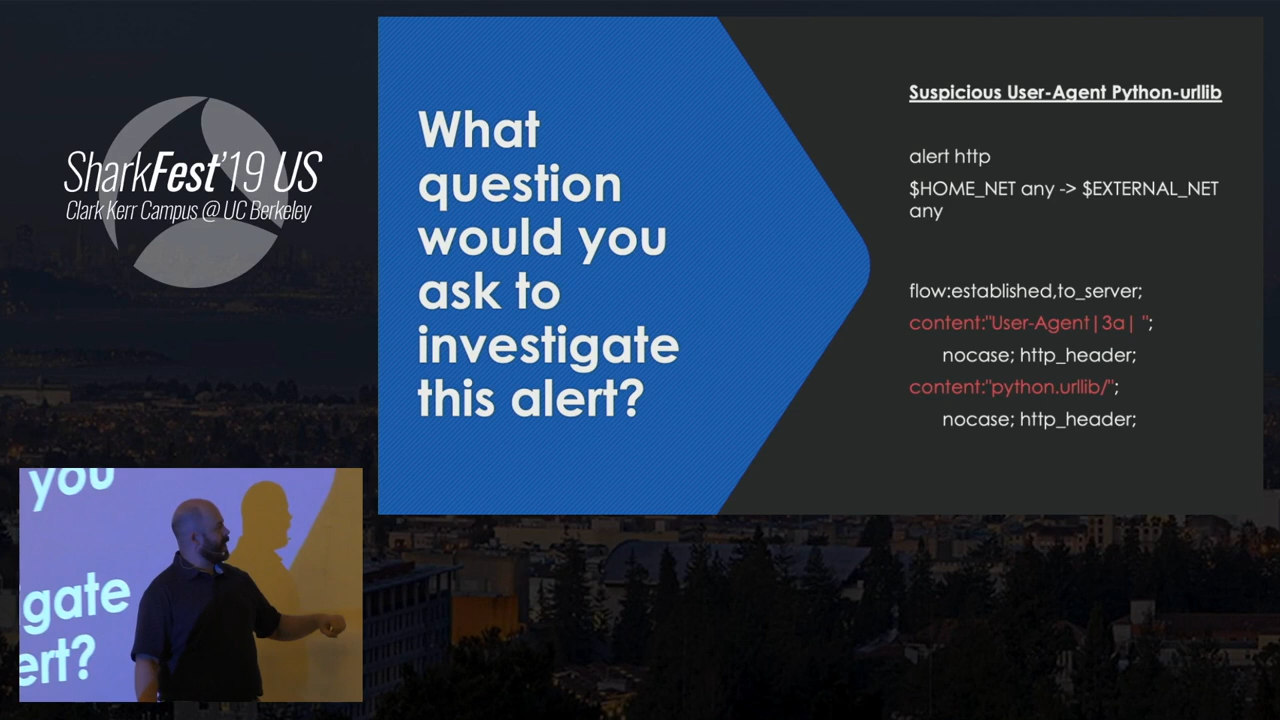 SharkFest'19 US
Clark Kerr Campus @ UC Berkeley
What
question
would you
ask to
investigate
this alert?
Suspicious User-Agent Python-urllib
alert http
$HOME_NET any -> $EXTERNAL_NET
any
flow:established,to_server;
content:"User-Agent|3a| ";
nocase; http_header;
content:"python.urllib/";
nocase; http_header;
you
gate
ert?